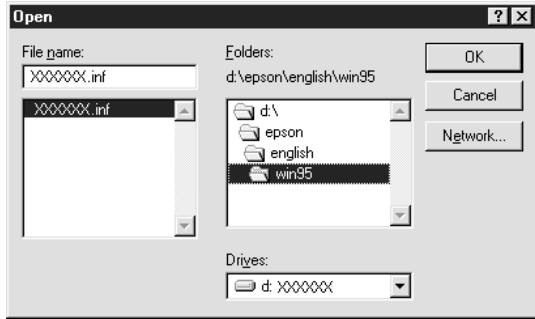 Open
File name:
XXXXXX.inf
XXXXXX.inf
Folders:
d:\epson\english\win95
d:\
epson
english
win95
Drives:
d: XXXXXX
OK
Cancel
Network...